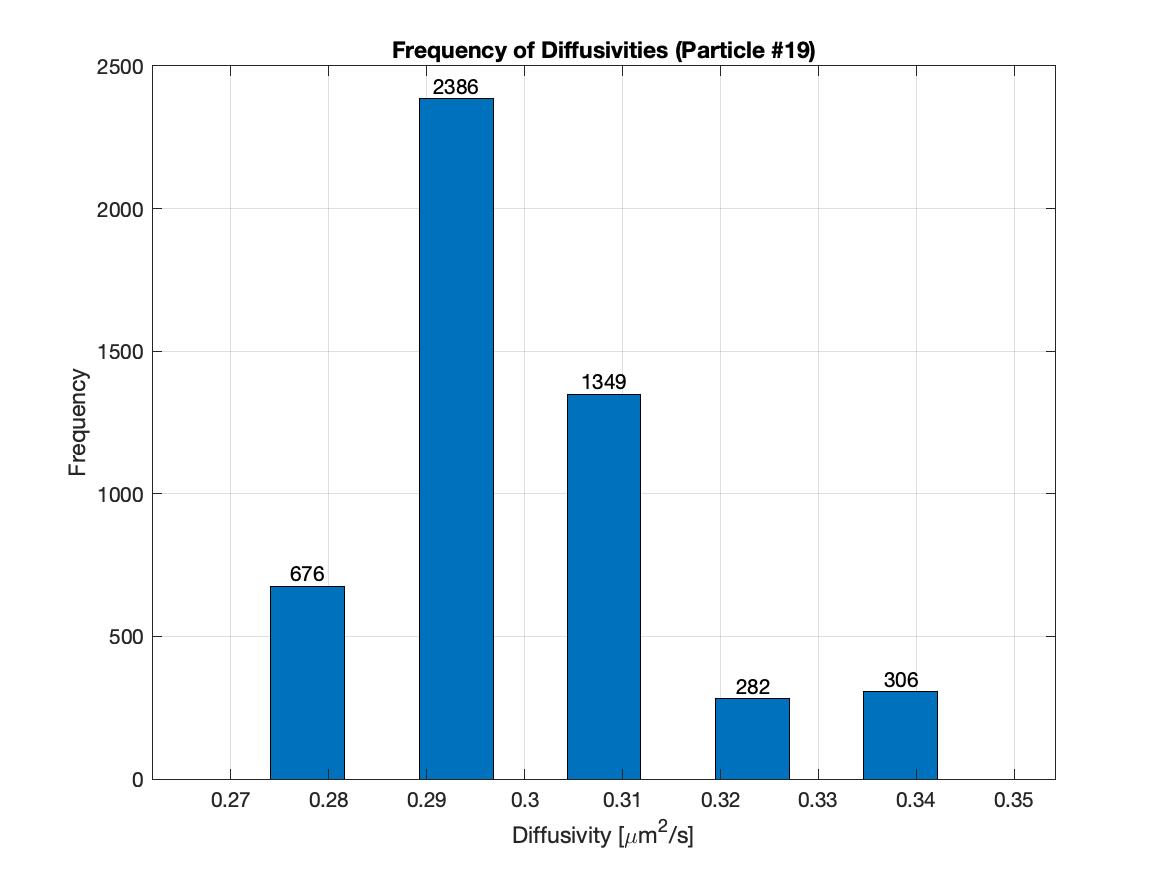 Frequency of Diffusivities (Particle #19)
2500
2386
2000
1500
1349
1000
676
500
282
306
0
0.27 0.28 0.29 0.3 0.31 0.32 0.33 0.34 0.35
Frequency
Diffusivity [μm²/s]